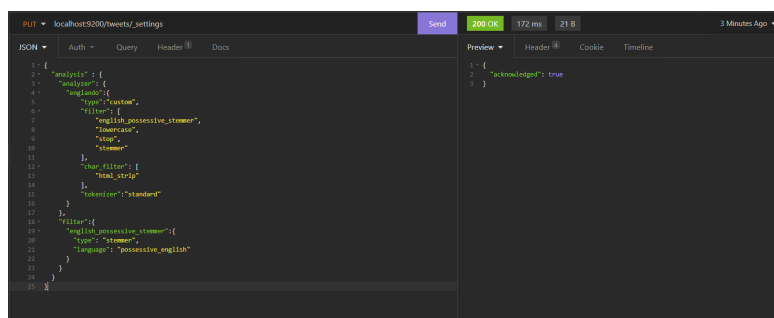 PUT localhost:9200/tweets/_settings Send 200 OK 172 ms 21 B 3 Minutes Ago
JSON Auth Query Header 1 Docs Preview Header 4 Cookie Timeline
1 {
2 "analysis" : {
3 "analyzer": {
4 "englando":{
5 "type":"custom",
6 "filter": [
7 "english_possessive_stemmer",
8 "lowercase",
9 "stop",
10 "stemmer"
11 ],
12 "char_filter": [
13 "html_strip"
14 ],
15 "tokenizer":"standard"
16 }
17 },
18 "filter":{
19 "english_possessive_stemmer":{
20 "type": "stemmer",
21 "language": "possessive_english"
22 }
23 }
24 }
25 }
1 {
2 "acknowledged": true
3 }